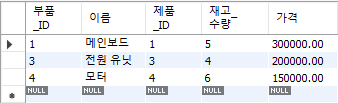 부품_ID 이름 제품_ID 재고_수량 가격
1 메인보드 1 5 300000.00
3 전원 유닛 3 4 200000.00
4 모터 4 6 150000.00
NULL NULL NULL NULL NULL